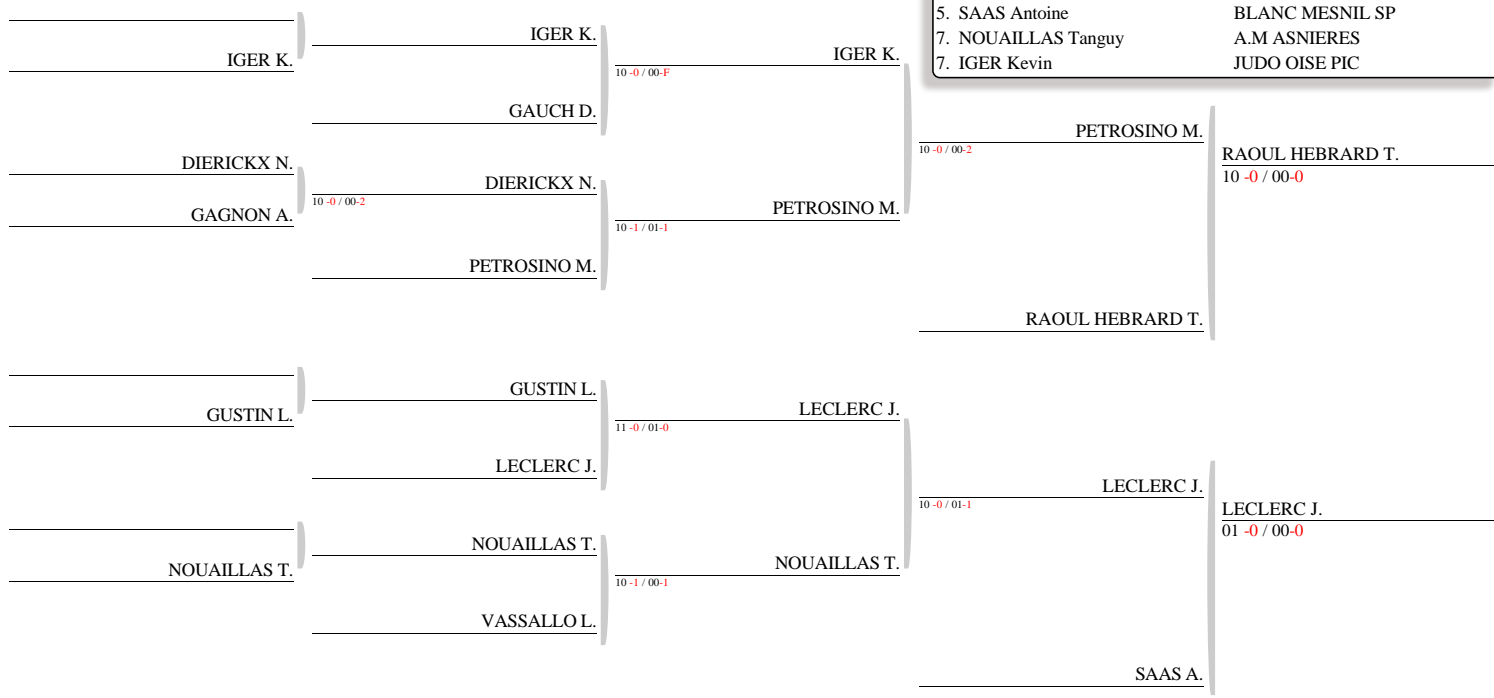 5. SAAS Antoine BLANC MESNIL SP
7. NOUAILLAS Tanguy A.M ASNIERES
7. IGER Kevin JUDO OISE PIC
IGER K.
DIERICKX N.
GAGNON A.
GUSTIN L.
NOUAILLAS T.
IGER K.
GAUCH D.
DIERICKX N.
10 -0 / 00-2
PETROSINO M.
GUSTIN L.
LECLERC J.
NOUAILLAS T.
VASSALLO L.
IGER K.
10 -0 / 00-F
PETROSINO M.
10 -1 / 01-1
LECLERC J.
11 -0 / 01-0
NOUAILLAS T.
10 -1 / 00-1
PETROSINO M.
10 -0 / 00-2
RAOUL HEBRARD T.
LECLERC J.
10 -0 / 01-1
SAAS A.
RAOUL HEBRARD T.
10 -0 / 00-0
LECLERC J.
01 -0 / 00-0